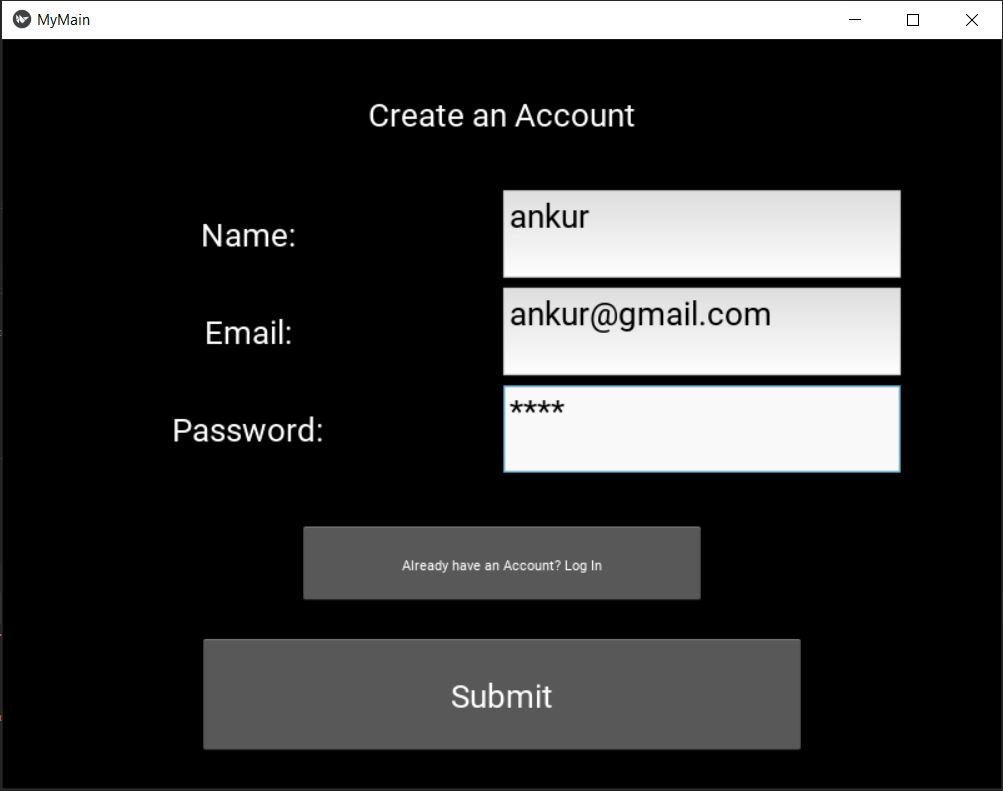 MyMain
Create an Account
Name:
ankur
Email:
ankur@gmail.com
Password:
****
Already have an Account? Log In
Submit